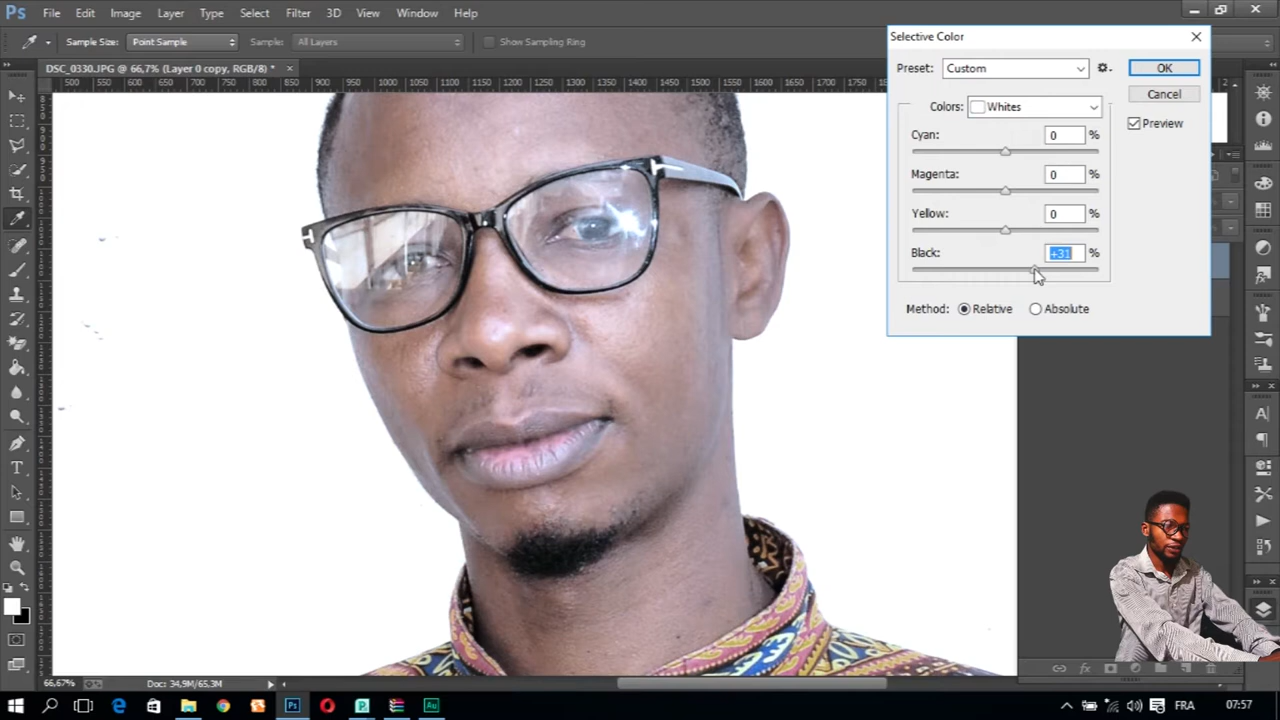 Ps File Edit Image Layer Type Select Filter 3D View Window Help
Sample Size: Point Sample Sample: All Layers Show Sampling Ring
DSC_0330.JPG @ 66,7% (Layer 0 copy, RGB/8) * ×
500 550 600 650 700 750 800 850 900 950 1000 1050 1100 1150 1200 1250 1300 1350 1400 1450 1500 1550 1600 1650 1700 1750 1800
Selective Color
Preset: Custom OK
Cancel
Colors: Whites
Preview
Cyan: 0 %
Magenta: 0 %
Yellow: 0 %
Black: +31 %
Method: Relative Absolute
66,67% Doc: 34,9M/65,3M
FRA 07:57